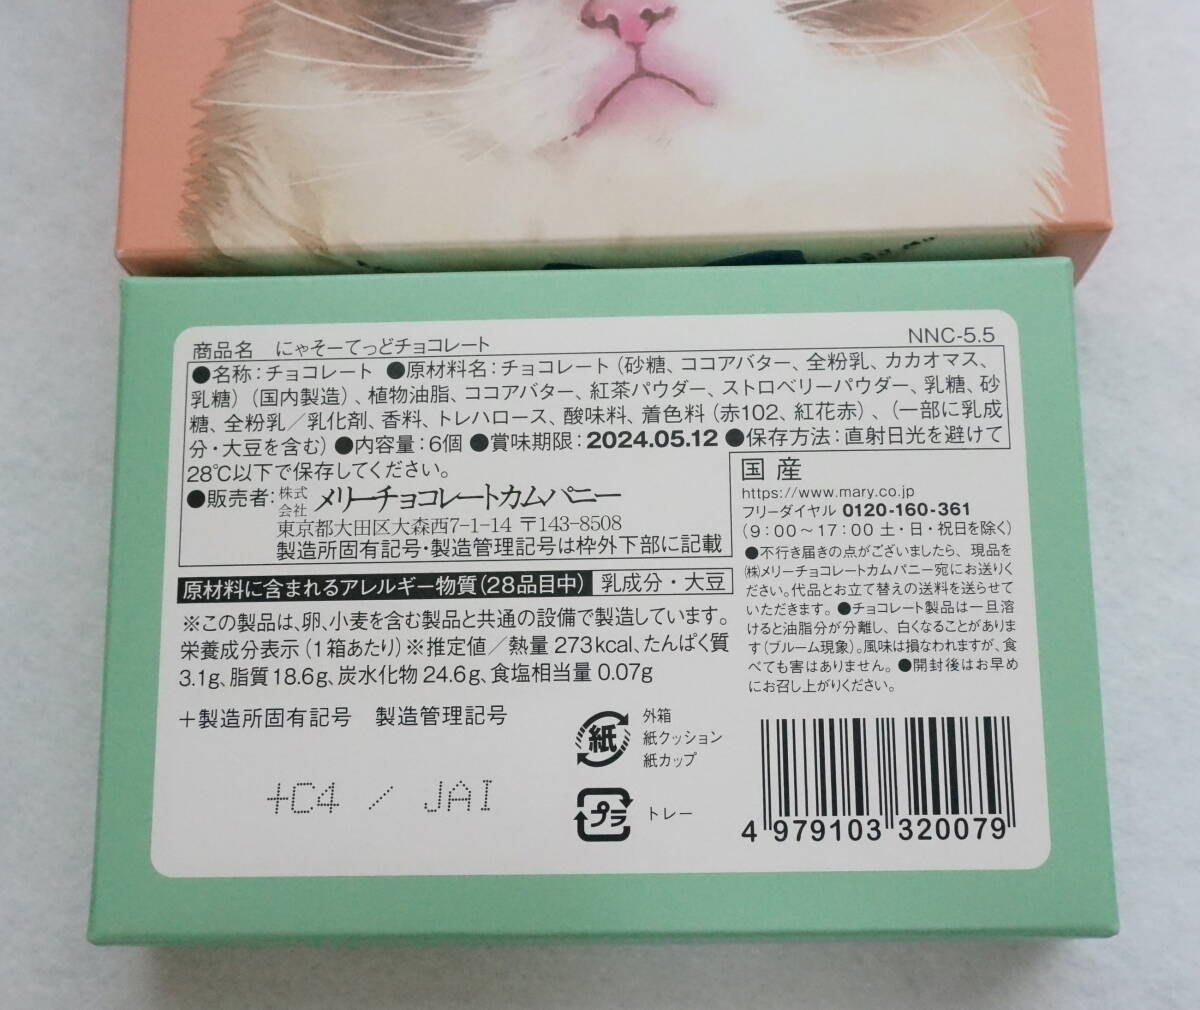 商品名 にゃそーてっどチョコレート NNC-5.5
●名称：チョコレート ●原材料名：チョコレート（砂糖、ココアバター、全粉乳、カカオマス、
乳糖）（国内製造）、植物油脂、ココアバター、紅茶パウダー、ストロベリーパウダー、乳糖、砂
糖、全粉乳／乳化剤、香料、トレハロース、酸味料、着色料（赤102、紅花赤）、（一部に乳成
分・大豆を含む）●内容量：6個 ●賞味期限：2024.05.12 ●保存方法：直射日光を避けて
28℃以下で保存してください。
●販売者：株式会社 メリーチョコレートカムパニー
東京都大田区大森西7-1-14 〒143-8508
製造所固有記号・製造管理記号は枠外下部に記載
原材料に含まれるアレルギー物質（28品目中） 乳成分・大豆
※この製品は、卵、小麦を含む製品と共通の設備で製造しています。
栄養成分表示（1箱あたり）※推定値／熱量 273kcal、たんぱく質
3.1g、脂質18.6g、炭水化物 24.6g、食塩相当量 0.07g
＋製造所固有記号 製造管理記号
+C4 / JAI
国産
https://www.mary.co.jp
フリーダイヤル 0120-160-361
（9：00～17：00 土・日・祝日を除く）
●不行き届きの点がございましたら、現品を
㈱メリーチョコレートカムパニー宛にお送りく
ださい。代品とお立て替えの送料を送らせて
いただきます。●チョコレート製品は一旦溶
けると油脂分が分離し、白くなることがありま
す（ブルーム現象）。風味は損なわれますが、食
べても害はありません。●開封後はお早め
にお召し上がりください。
紙
外箱
紙クッション
紙カップ
プラ
トレー
4 979103 320079